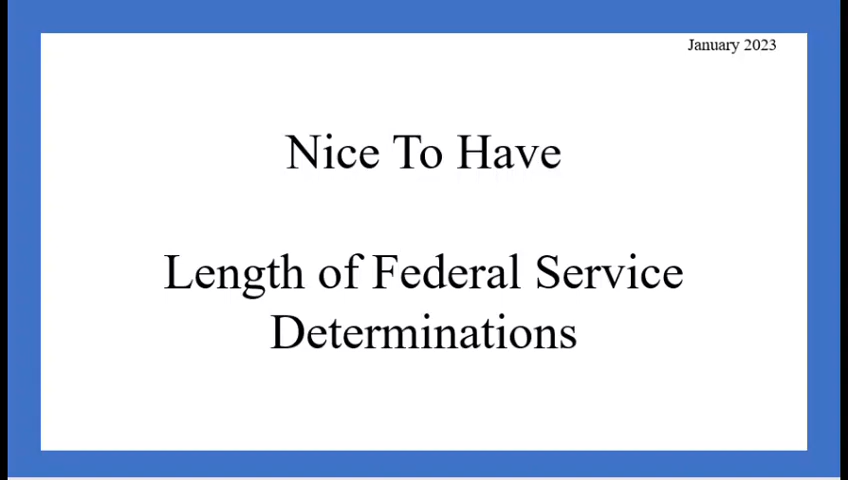 January 2023
Nice To Have
Length of Federal Service
Determinations